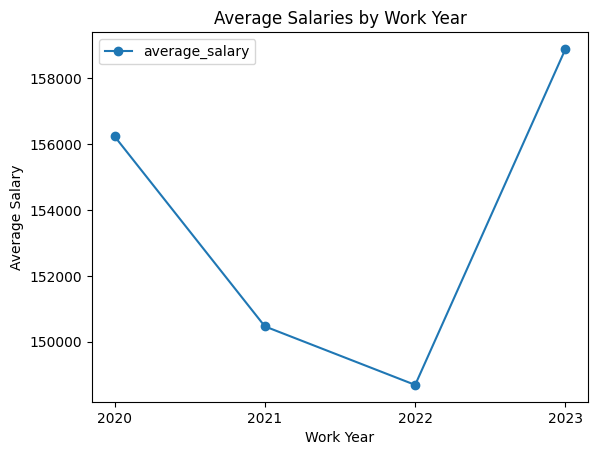 Average Salaries by Work Year
average_salary
158000
156000
154000
152000
150000
Average Salary
2020
2021
2022
2023
Work Year